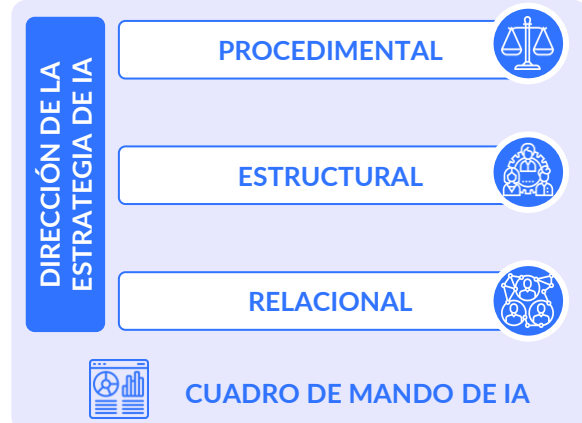 DIRECCIÓN DE LA
ESTRATEGIA DE IA
PROCEDIMENTAL
ESTRUCTURAL
RELACIONAL
CUADRO DE MANDO DE IA